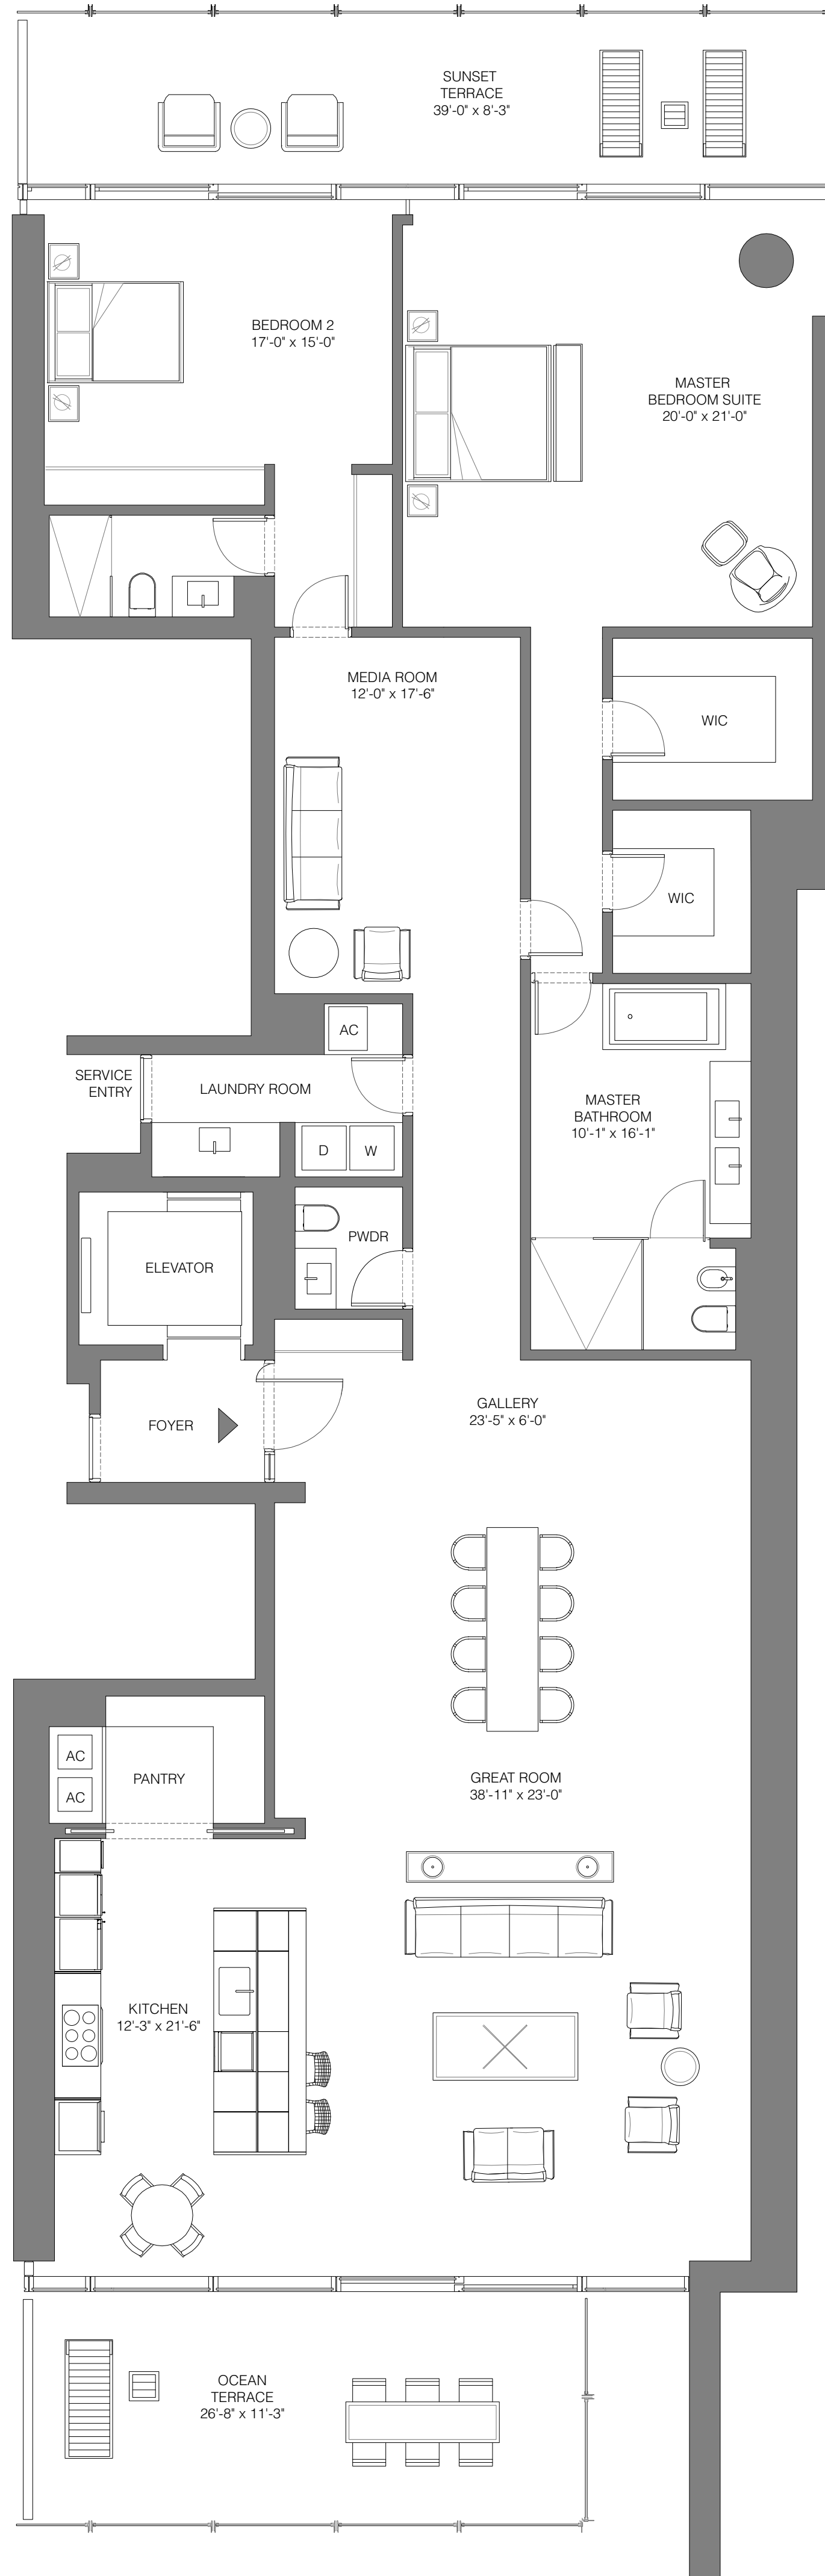 SUNSET
TERRACE
39'-0" x 8'-3"
BEDROOM 2
17'-0" x 15'-0"
MASTER
BEDROOM SUITE
20'-0" x 21'-0"
MEDIA ROOM
12'-0" x 17'-6"
WIC
WIC
AC
SERVICE
ENTRY
LAUNDRY ROOM
MASTER
BATHROOM
10'-1" x 16'-1"
D
W
PWDR
ELEVATOR
GALLERY
23'-5" x 6'-0"
FOYER
AC
AC
PANTRY
GREAT ROOM
38'-11" x 23'-0"
KITCHEN
12'-3" x 21'-6"
OCEAN
TERRACE
26'-8" x 11'-3"